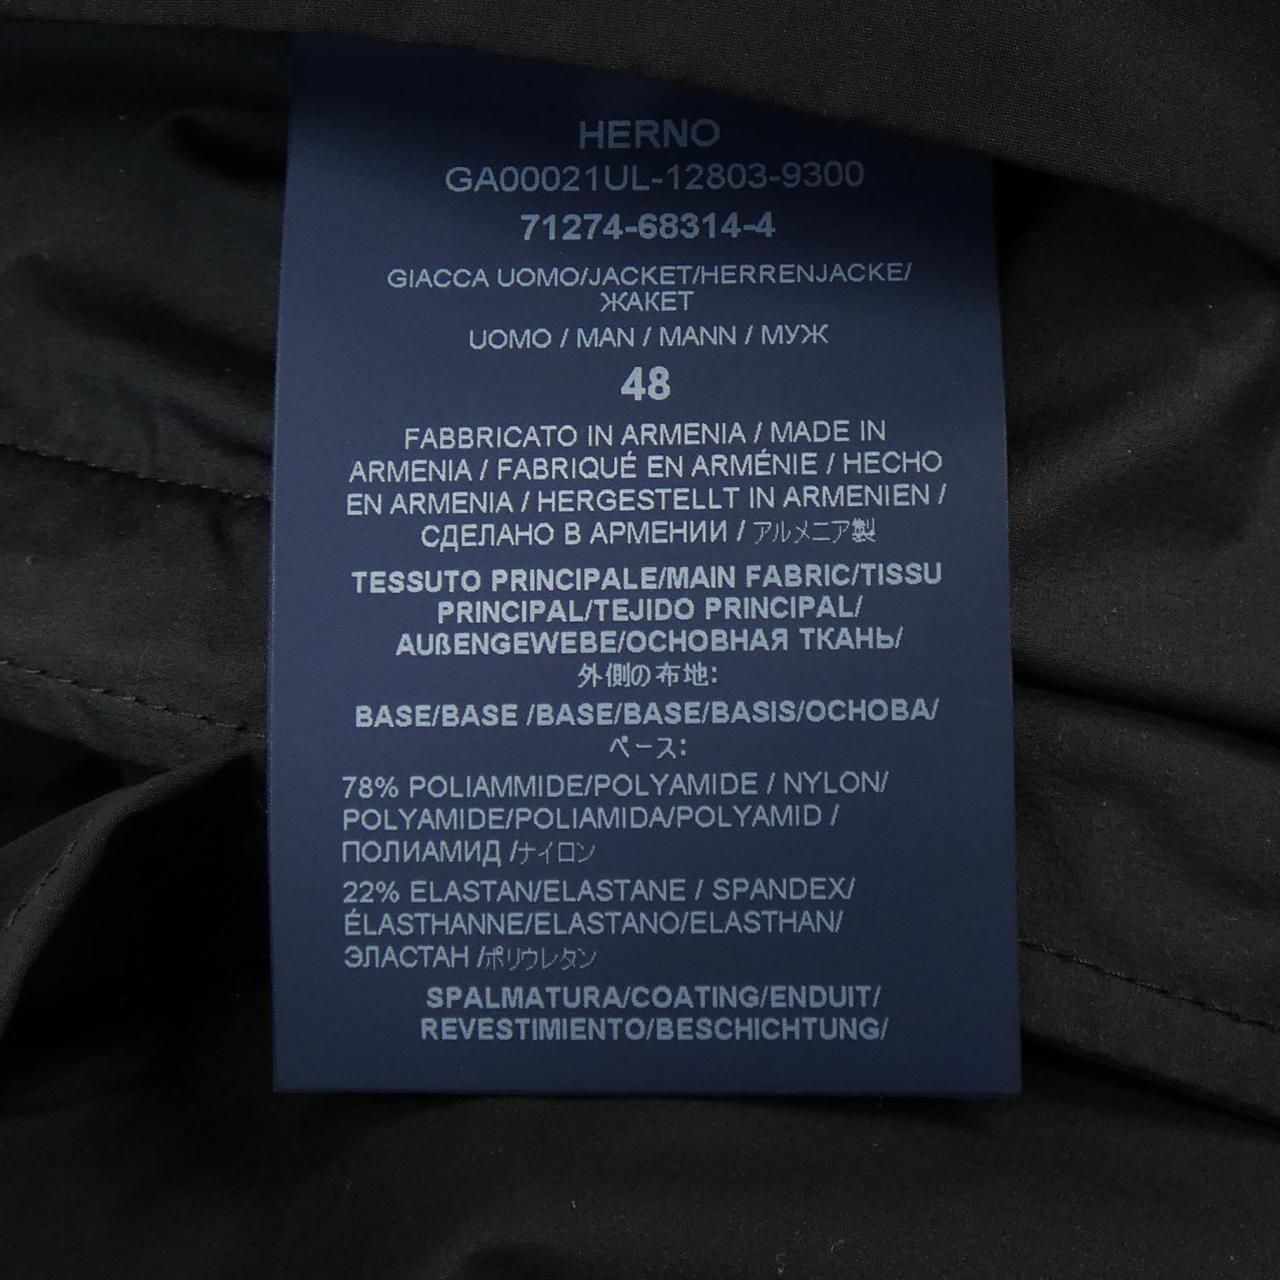 HERNO
GA00021UL-12803-9300
71274-68314-4
GIACCA UOMO/JACKET/HERRENJACKE/
ЖАКЕТ
UOMO / MAN / MANN / МУЖ
48
FABBRICATO IN ARMENIA / MADE IN
ARMENIA / FABRIQUÉ EN ARMÉNIE / HECHO
EN ARMENIA / HERGESTELLT IN ARMENIEN /
СДЕЛАНО В АРМЕНИИ / アルメニア製
TESSUTO PRINCIPALE/MAIN FABRIC/TISSU
PRINCIPAL/TEJIDO PRINCIPAL/
AUßENGEWEBE/ОСНОВНАЯ ТКАНЬ/
外側の布地:
BASE/BASE /BASE/BASE/BASIS/ОСНОВА/
ベース:
78% POLIAMMIDE/POLYAMIDE / NYLON/
POLYAMIDE/POLIAMIDA/POLYAMID /
ПОЛИАМИД /ナイロン
22% ELASTAN/ELASTANE / SPANDEX/
ÉLASTHANNE/ELASTANO/ELASTHAN/
ЭЛАСТАН /ポリウレタン
SPALMATURA/COATING/ENDUIT/
REVESTIMIENTO/BESCHICHTUNG/